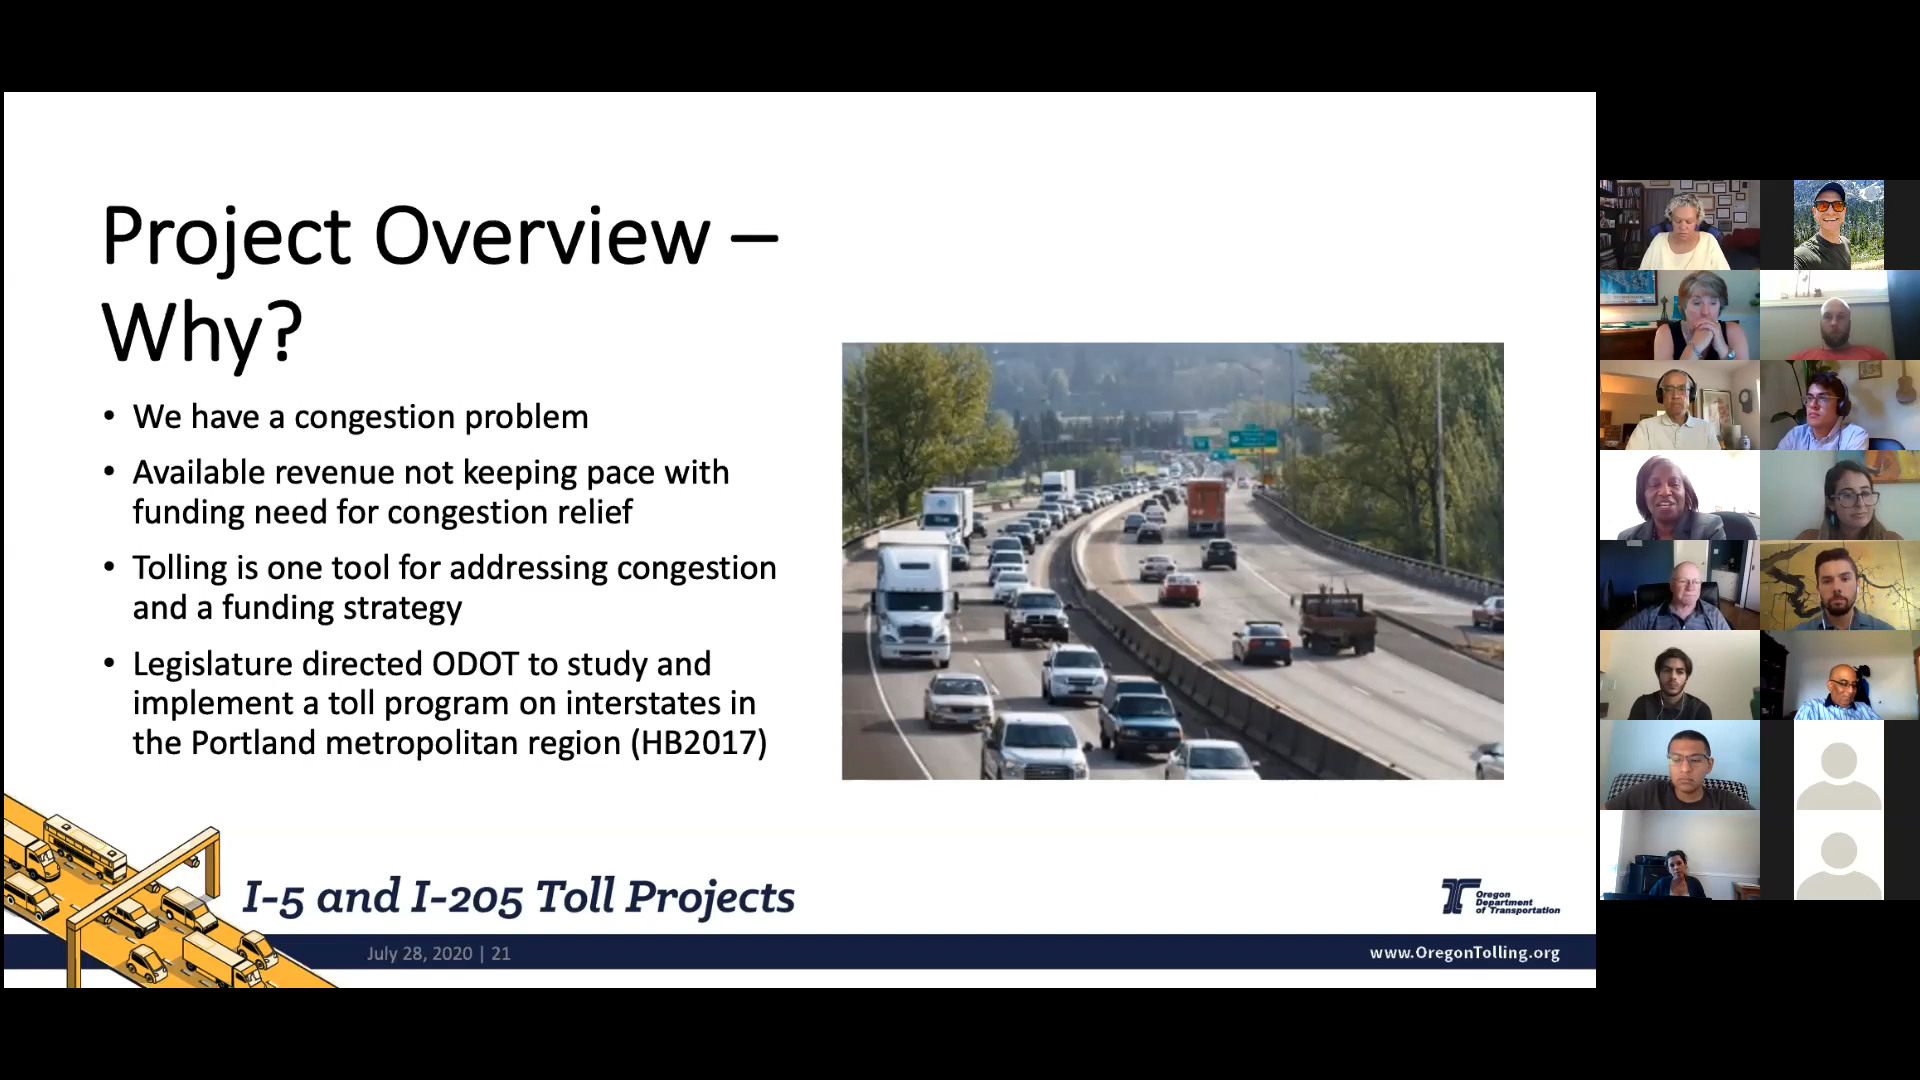 Project Overview –
Why?
• We have a congestion problem
• Available revenue not keeping pace with
funding need for congestion relief
• Tolling is one tool for addressing congestion
and a funding strategy
• Legislature directed ODOT to study and
implement a toll program on interstates in
the Portland metropolitan region (HB2017)
I-5 and I-205 Toll Projects
Oregon
Department
of Transportation
July 28, 2020 | 21
www.OregonTolling.org